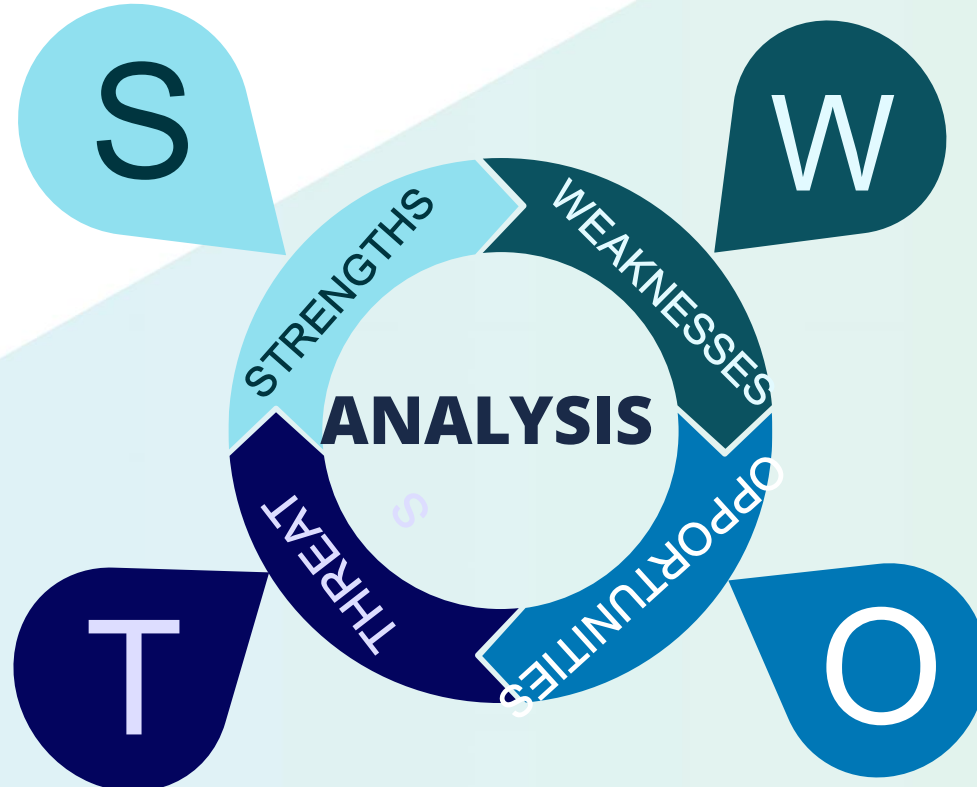 S
W
STRENGTHS
WEAKNESSES
ANALYSIS
THREAT
S
OPPORTUNITIES
T
O